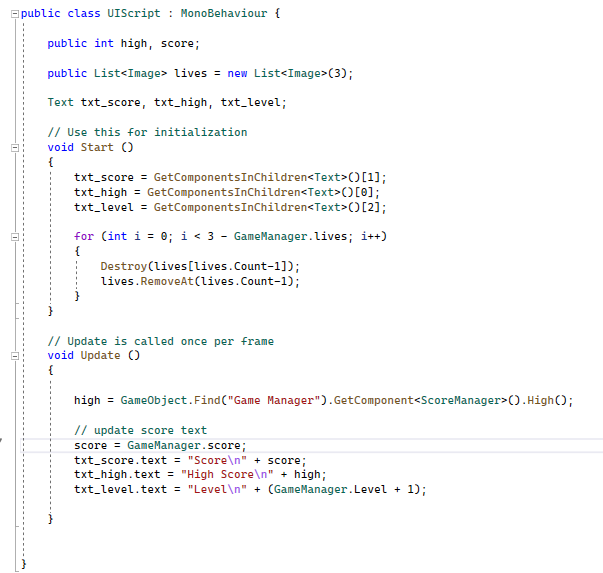 public class UIScript : MonoBehaviour {
public int high, score;
public List<Image> lives = new List<Image>(3);
Text txt_score, txt_high, txt_level;
// Use this for initialization
void Start ()
{
txt_score = GetComponentsInChildren<Text>()[1];
txt_high = GetComponentsInChildren<Text>()[0];
txt_level = GetComponentsInChildren<Text>()[2];
for (int i = 0; i < 3 - GameManager.lives; i++)
{
Destroy(lives[lives.Count-1]);
lives.RemoveAt(lives.Count-1);
}
}
// Update is called once per frame
void Update ()
{
high = GameObject.Find("Game Manager").GetComponent<ScoreManager>().High();
// update score text
score = GameManager.score;
txt_score.text = "Score\n" + score;
txt_high.text = "High Score\n" + high;
txt_level.text = "Level\n" + (GameManager.Level + 1);
}
}